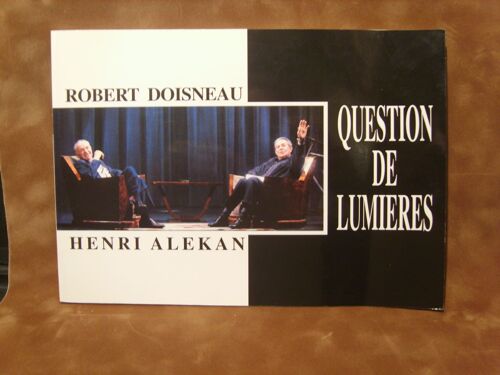 ROBERT DOISNEAU
HENRI ALEKAN
QUESTION
DE
LUMIERES